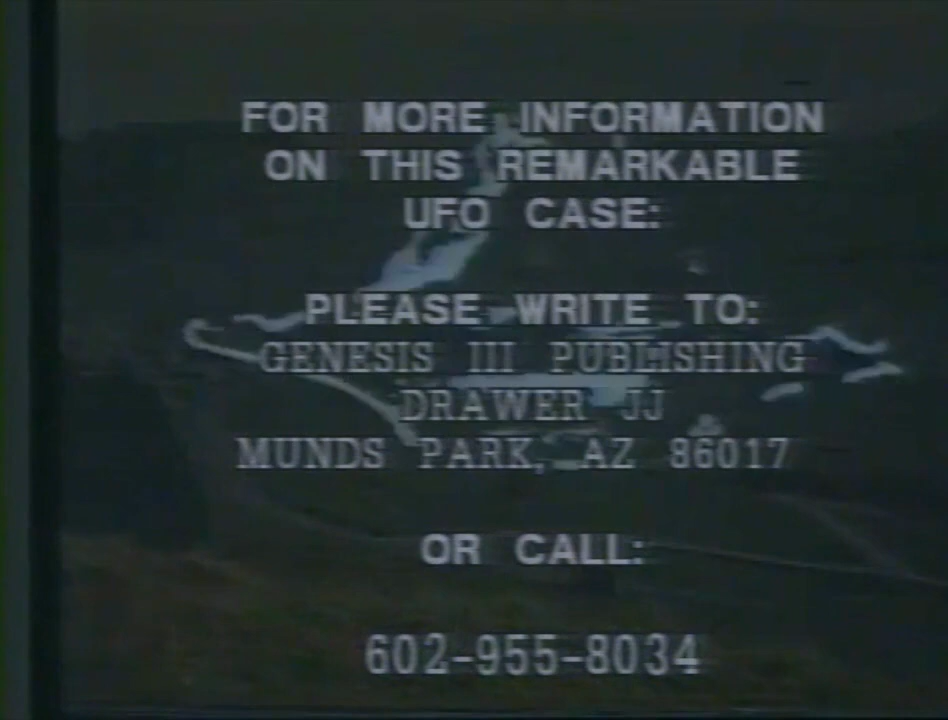 FOR MORE INFORMATION
ON THIS REMARKABLE
UFO CASE:
PLEASE WRITE TO:
GENESIS III PUBLISHING
DRAWER JJ
MUNDS PARK, AZ 86017
OR CALL:
602-955-8034